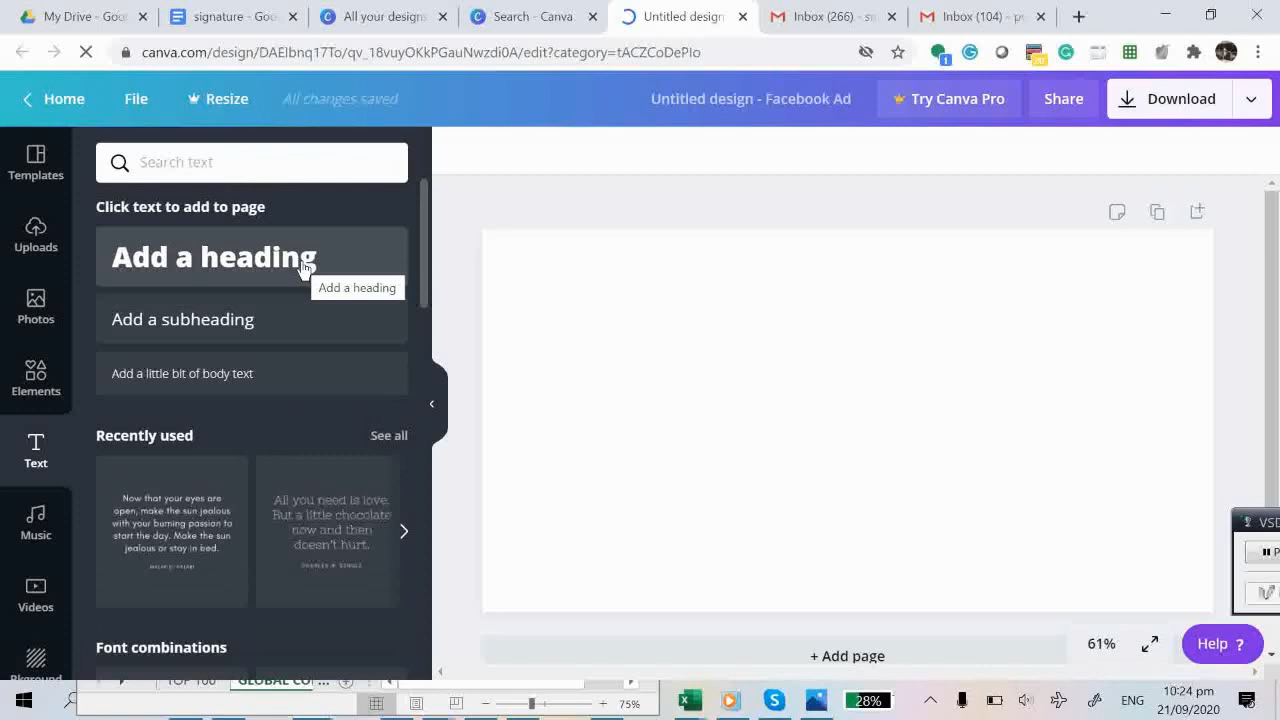 My Drive - Goo
signature - Goo
All your designs
Search - Canva
Untitled design
Inbox (266) - s
Inbox (104) - p
canva.com/design/DAEIbnq17To/qv_18vuyOKkPGauNwzdi0A/edit?category=tACZCoDePIo
Home
File
Resize
All changes saved
Untitled design - Facebook Ad
Try Canva Pro
Share
Download
Templates
Uploads
Photos
Elements
Text
Music
Videos
Bkground
Search text
Click text to add to page
Add a heading
Add a heading
Add a subheading
Add a little bit of body text
Recently used
See all
Now that your eyes are
open, make the sun jealous
with your burning passion to
start the day. Make the sun
jealous or stay in bed.
All you need is love.
But a little chocolate
now and then
doesn't hurt.
CHARLES M. SCHULZ
Font combinations
+ Add page
61%
Help ?
VSD
TOP 100
GLOBAL CO
75%
28%
ENG
10:24 pm
21/09/2020